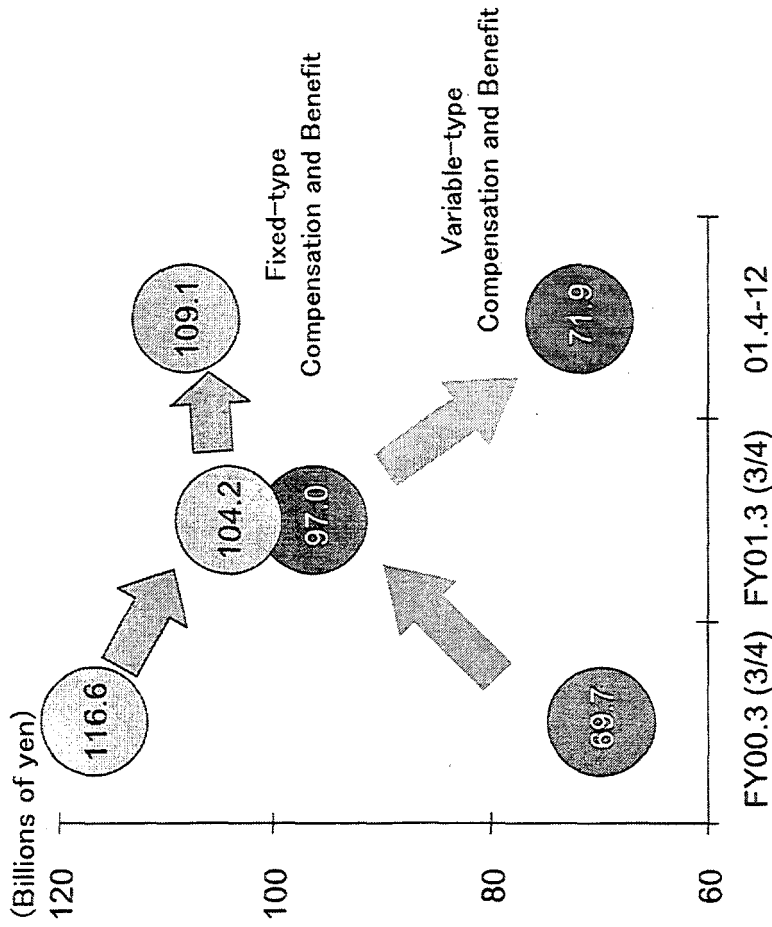 (Billions of yen)
120
100
80
60
116.6
104.2
109.1
Fixed-type
Compensation and Benefit
97.0
69.7
71.9
Variable-type
Compensation and Benefit
FY00.3 (3/4)
FY01.3 (3/4)
01.4-12